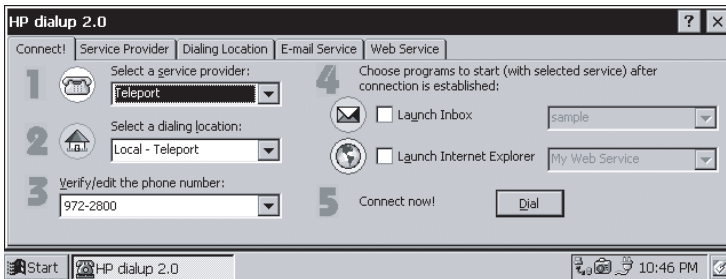 HP dialup 2.0
? ×
Connect! Service Provider Dialing Location E-mail Service Web Service
1 Select a service provider:
Teleport
2 Select a dialing location:
Local - Teleport
3 Verify/edit the phone number:
972-2800
4 Choose programs to start (with selected service) after
connection is established:
Launch Inbox sample
Launch Internet Explorer My Web Service
5 Connect now! Dial
Start HP dialup 2.0 10:46 PM